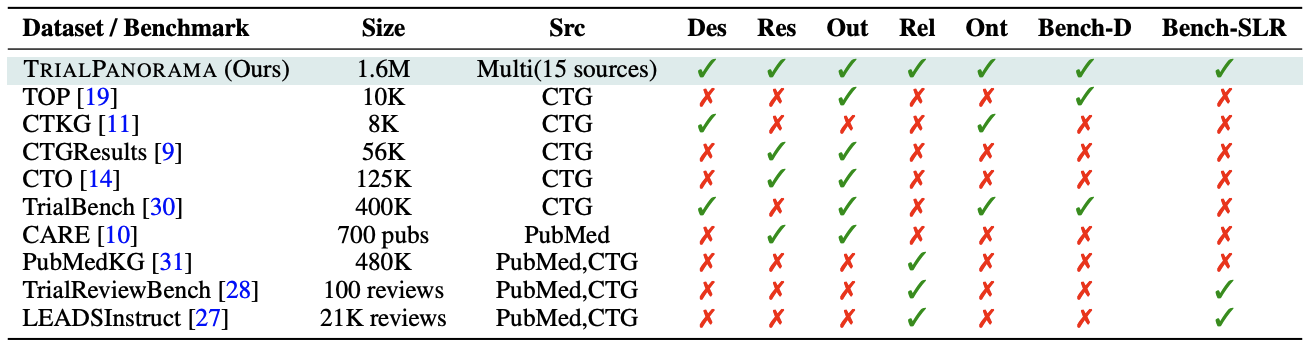 Dataset / Benchmark Size Src Des Res Out Rel Ont Bench-D Bench-SLR
TRIALPANORAMA (Ours) 1.6M Multi(15 sources) ✓ ✓ ✓ ✓ ✓ ✓ ✓
TOP [19] 10K CTG ✗ ✗ ✓ ✗ ✗ ✓ ✗
CTKG [11] 8K CTG ✓ ✗ ✗ ✗ ✓ ✗ ✗
CTGResults [9] 56K CTG ✗ ✓ ✓ ✗ ✗ ✗ ✗
CTO [14] 125K CTG ✗ ✓ ✓ ✗ ✗ ✗ ✗
TrialBench [30] 400K CTG ✓ ✗ ✓ ✗ ✓ ✓ ✗
CARE [10] 700 pubs PubMed ✗ ✓ ✓ ✗ ✗ ✗ ✗
PubMedKG [31] 480K PubMed,CTG ✗ ✗ ✗ ✓ ✗ ✗ ✗
TrialReviewBench [28] 100 reviews PubMed,CTG ✗ ✗ ✗ ✓ ✗ ✗ ✓
LEADSInstruct [27] 21K reviews PubMed,CTG ✗ ✗ ✗ ✓ ✗ ✗ ✓